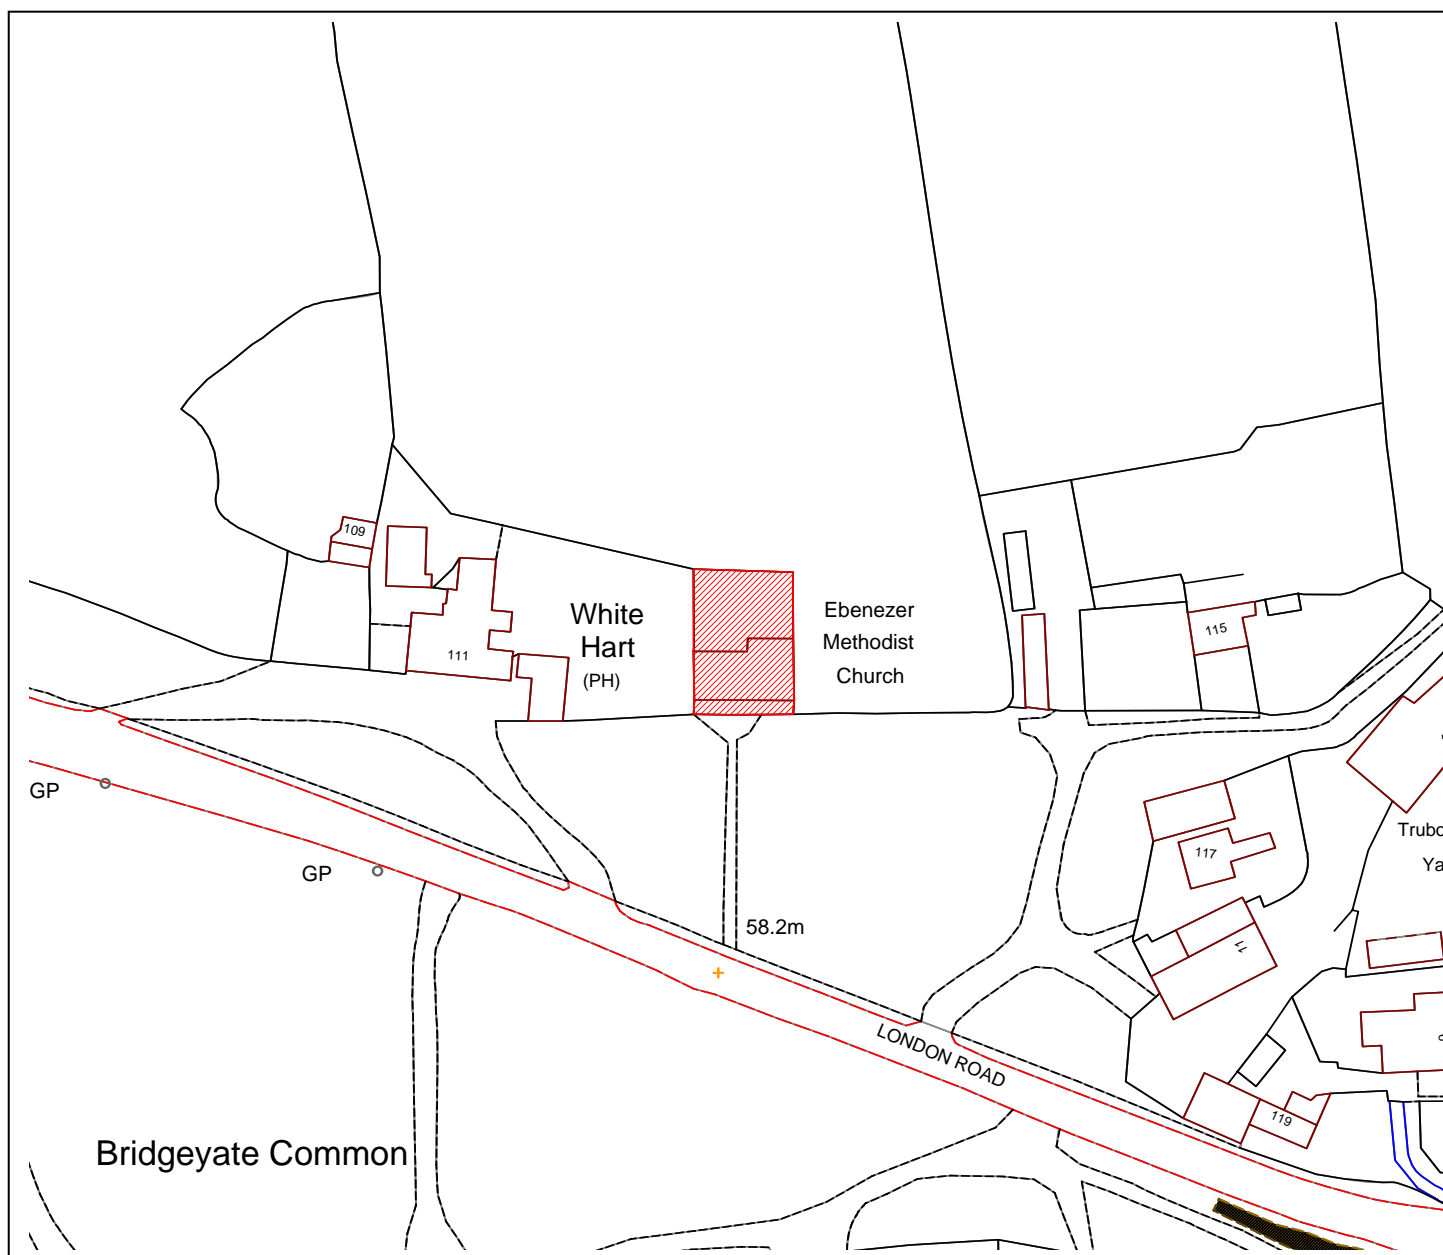 109
White
Hart
(PH)
Ebenezer
Methodist
Church
111
115
GP
GP
117
11
58.2m
LONDON ROAD
119
Bridgeyate Common